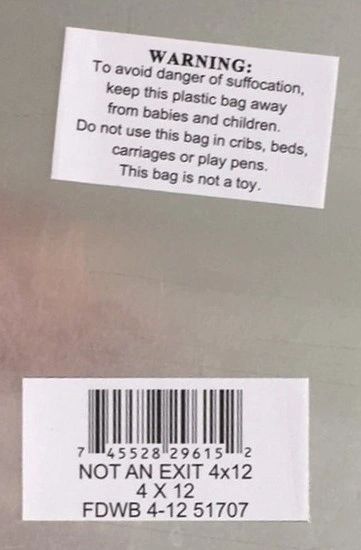 WARNING:
To avoid danger of suffocation,
keep this plastic bag away
from babies and children.
Do not use this bag in cribs, beds,
carriages or play pens.
This bag is not a toy.
7 45528 29615 2
NOT AN EXIT 4x12
4 X 12
FDWB 4-12 51707